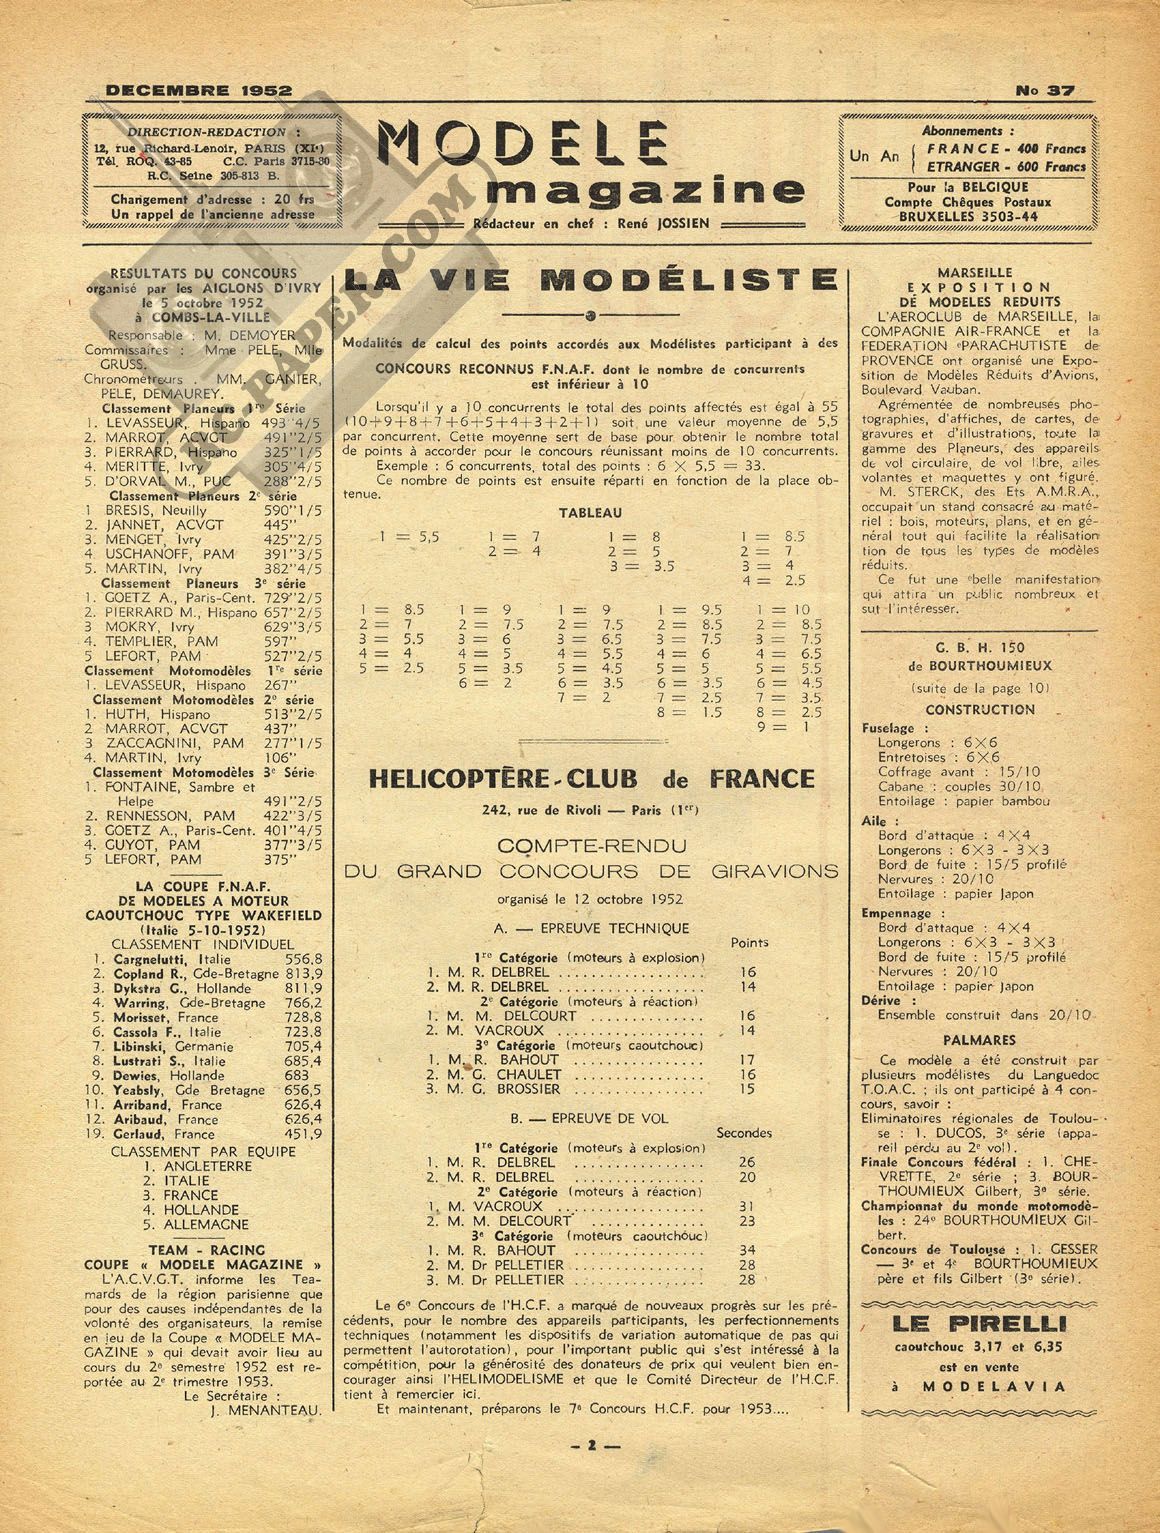 DECEMBRE 1952
No 37
DIRECTION-REDACTION :
12, rue Richard-Lenoir, PARIS (XIe)
Tél. ROQ. 43-85 C.C. Paris 3715-80
R.C. Seine 305-813 B.
Changement d'adresse : 20 frs
Un rappel de l'ancienne adresse
MODELE
magazine
Rédacteur en chef : René JOSSIEN
Abonnements :
Un An
FRANCE - 400 Francs
ETRANGER - 600 Francs
Pour la BELGIQUE
Compte Chêques Postaux
BRUXELLES 3503-44
RCPAPER.COM
RESULTATS DU CONCOURS
organisé par les AIGLONS D'IVRY
le 5 octobre 1952
à COMBS-LA-VILLE
Responsable : M. DEMOYER
Commissaires : Mme PELE, Mlle
GRUSS.
Chronométreurs . MM. GANIER,
PELE, DEMAUREY.
Classement Planeurs 1re Série
1. LEVASSEUR, Hispano 493"4/5
2. MARROT, ACVGT 491"2/5
3. PIERRARD, Hispano 325"1/5
4. MERITTE, Ivry 305"4/5
5. D'ORVAL M., PUC 288"2/5
Classement Planeurs 2e série
1 BRESIS, Neuilly 590"1/5
2. JANNET, ACVGT 445"
3. MENGET, Ivry 425"2/5
4 USCHANOFF, PAM 391"3/5
5. MARTIN, Ivry 382"4/5
Classement Planeurs 3e série
1. GOETZ A., Paris-Cent. 729"2/5
2. PIERRARD M., Hispano 657"2/5
3 MOKRY, Ivry 629"3/5
4. TEMPLIER, PAM 597"
5 LEFORT, PAM 527"2/5
Classement Motomodèles 1re série
1. LEVASSEUR, Hispano 267"
Classement Motomodèles 2e série
1. HUTH, Hispano 513"2/5
2 MARROT, ACVGT 437"
3 ZACCAGNINI, PAM 277"1/5
4. MARTIN, Ivry 106"
Classement Motomodèles 3e Série
1. FONTAINE, Sambre et
Helpe 491"2/5
2. RENNESSON, PAM 422"3/5
3. GOETZ A., Paris-Cent. 401"4/5
4. GUYOT, PAM 377"3/5
5 LEFORT, PAM 375"
LA COUPE F.N.A.F.
DE MODELES A MOTEUR
CAOUTCHOUC TYPE WAKEFIELD
(Italie 5-10-1952)
CLASSEMENT INDIVIDUEL
1. Cargnelutti, Italie 556,8
2. Copland R., Gde-Bretagne 813,9
3. Dykstra G., Hollande 811,9
4. Warring, Gde-Bretagne 766,2
5. Morisset, France 728,8
6. Cassola F., Italie 723.8
7. Libinski, Germanie 705,4
8. Lustrati S., Italie 685,4
9. Dewies, Hollande 683
10. Yeabsly, Gde Bretagne 656,5
11. Arriband, France 626,4
12. Aribaud, France 626,4
19. Gerlaud, France 451,9
CLASSEMENT PAR EQUIPE
1. ANGLETERRE
2. ITALIE
3. FRANCE
4. HOLLANDE
5. ALLEMAGNE
TEAM - RACING
COUPE « MODELE MAGAZINE »
L'A.C.V.G.T. informe les Tea-
mards de la région parisienne que
pour des causes indépendantes de la
volonté des organisateurs, la remise
en jeu de la Coupe « MODELE MA-
GAZINE » qui devait avoir lieu au
cours du 2e semestre 1952 est re-
portée au 2e trimestre 1953.
Le Secrétaire :
J. MENANTEAU.
LA VIE MODÉLISTE
Modalités de calcul des points accordés aux Modélistes participant à des
CONCOURS RECONNUS F.N.A.F. dont le nombre de concurrents
est inférieur à 10
Lorsqu'il y a 10 concurrents le total des points affectés est égal à 55
(10+9+8+7+6+5+4+3+2+1) soit une valeur moyenne de 5,5
par concurrent. Cette moyenne sert de base pour obtenir le nombre total
de points à accorder pour le concours réunissant moins de 10 concurrents.
Exemple : 6 concurrents, total des points : 6 X 5,5 = 33.
Ce nombre de points est ensuite réparti en fonction de la place ob-
tenue.
TABLEAU
1 = 5,5 1 = 7 1 = 8 1 = 8.5
2 = 4 2 = 5 2 = 7
3 = 3.5 3 = 4
4 = 2.5
1 = 8.5 1 = 9 1 = 9 1 = 9.5 1 = 10
2 = 7 2 = 7.5 2 = 7.5 2 = 8.5 2 = 8.5
3 = 5.5 3 = 6 3 = 6.5 3 = 7.5 3 = 7.5
4 = 4 4 = 5 4 = 5.5 4 = 6 4 = 6.5
5 = 2.5 5 = 3.5 5 = 4.5 5 = 5 5 = 5.5
6 = 2 6 = 3.5 6 = 3.5 6 = 4.5
7 = 2 7 = 2.5 7 = 3.5
8 = 1.5 8 = 2.5
9 = 1
HELICOPTÈRE-CLUB de FRANCE
242, rue de Rivoli — Paris (1er)
COMPTE-RENDU
DU GRAND CONCOURS DE GIRAVIONS
organisé le 12 octobre 1952
A. — EPREUVE TECHNIQUE
Points
1re Catégorie (moteurs à explosion)
1. M. R. DELBREL .................. 16
2. M. R. DELBREL .................. 14
2e Catégorie (moteurs à réaction)
1. M. M. DELCOURT .............. 16
2. M. VACROUX .................. 14
3e Catégorie (moteurs caoutchouc)
1. M. R. BAHOUT ................ 17
2. M. G. CHAULET ................ 16
3. M. G. BROSSIER ................ 15
B. — EPREUVE DE VOL
Secondes
1re Catégorie (moteurs à explosion)
1. M. R. DELBREL ................ 26
2. M. R. DELBREL ................ 20
2e Catégorie (moteurs à réaction)
1. M. VACROUX .................. 31
2. M. M. DELCOURT .............. 23
3e Catégorie (moteurs caoutchouc)
1. M. R. BAHOUT ................ 34
2. M. Dr PELLETIER ................ 28
3. M. Dr PELLETIER ................ 28
Le 6e Concours de l'H.C.F. a marqué de nouveaux progrès sur les pré-
cédents, pour le nombre des appareils participants, les perfectionnements
techniques (notamment les dispositifs de variation automatique de pas qui
permettent l'autorotation), pour l'important public qui s'est intéressé à la
compétition, pour la générosité des donateurs de prix qui veulent bien en-
courager ainsi l'HELIMODELISME et que le Comité Directeur de l'H.C.F.
tient à remercier ici.
Et maintenant, préparons le 7e Concours H.C.F. pour 1953....
MARSEILLE
EXPOSITION
DE MODELES REDUITS
L'AEROCLUB de MARSEILLE, la
COMPAGNIE AIR-FRANCE et la
FEDERATION PARACHUTISTE de
PROVENCE ont organisé une Expo-
sition de Modèles Réduits d'Avions,
Boulevard Vauban.
Agrémentée de nombreuses pho-
tographies, d'affiches, de cartes, de
gravures et d'illustrations, toute la
gamme des Planeurs, des appareils
de vol circulaire, de vol libre, ailes
volantes et maquettes y ont figuré.
M. STERCK, des Ets A.M.R.A.,
occupait un stand consacré au maté-
riel : bois, moteurs, plans, et en gé-
néral tout qui facilite la réalisation
tion de tous les types de modèles
réduits.
Ce fut une belle manifestation
qui attira un public nombreux et
sut l'intéresser.
G. B. H. 150
de BOURTHOUMIEUX
(suite de la page 10)
CONSTRUCTION
Fuselage :
Longerons : 6X6
Entretoises : 6X6
Coffrage avant : 15/10
Cabane : couples 30/10
Entoilage : papier bambou
Aile :
Bord d'attaque : 4X4
Longerons : 6X3 - 3X3
Bord de fuite : 15/5 profilé
Nervures : 20/10
Entoilage : papier Japon
Empennage :
Bord d'attaque : 4X4
Longerons : 6X3 - 3X3
Bord de fuite : 15/5 profilé
Nervures : 20/10
Entoilage : papier Japon
Dérive :
Ensemble construit dans 20/10
PALMARES
Ce modèle a été construit par
plusieurs modélistes du Languedoc
T.O.A.C. ; ils ont participé à 4 con-
cours, savoir :
Eliminatoires régionales de Toulou-
se : 1. DUCOS, 3e série (appa-
reil perdu au 2e vol).
Finale Concours fédéral : 1. CHE-
VRETTE, 2e série ; 3. BOUR-
THOUMIEUX Gilbert, 3e série.
Championnat du monde motomodè-
les : 24e BOURTHOUMIEUX Gil-
bert.
Concours de Toulouse : 1. GESSER
— 3e et 4e BOURTHOUMIEUX
père et fils Gilbert (3e série).
LE PIRELLI
caoutchouc 3,17 et 6,35
est en vente
à MODELAVIA
— 2 —